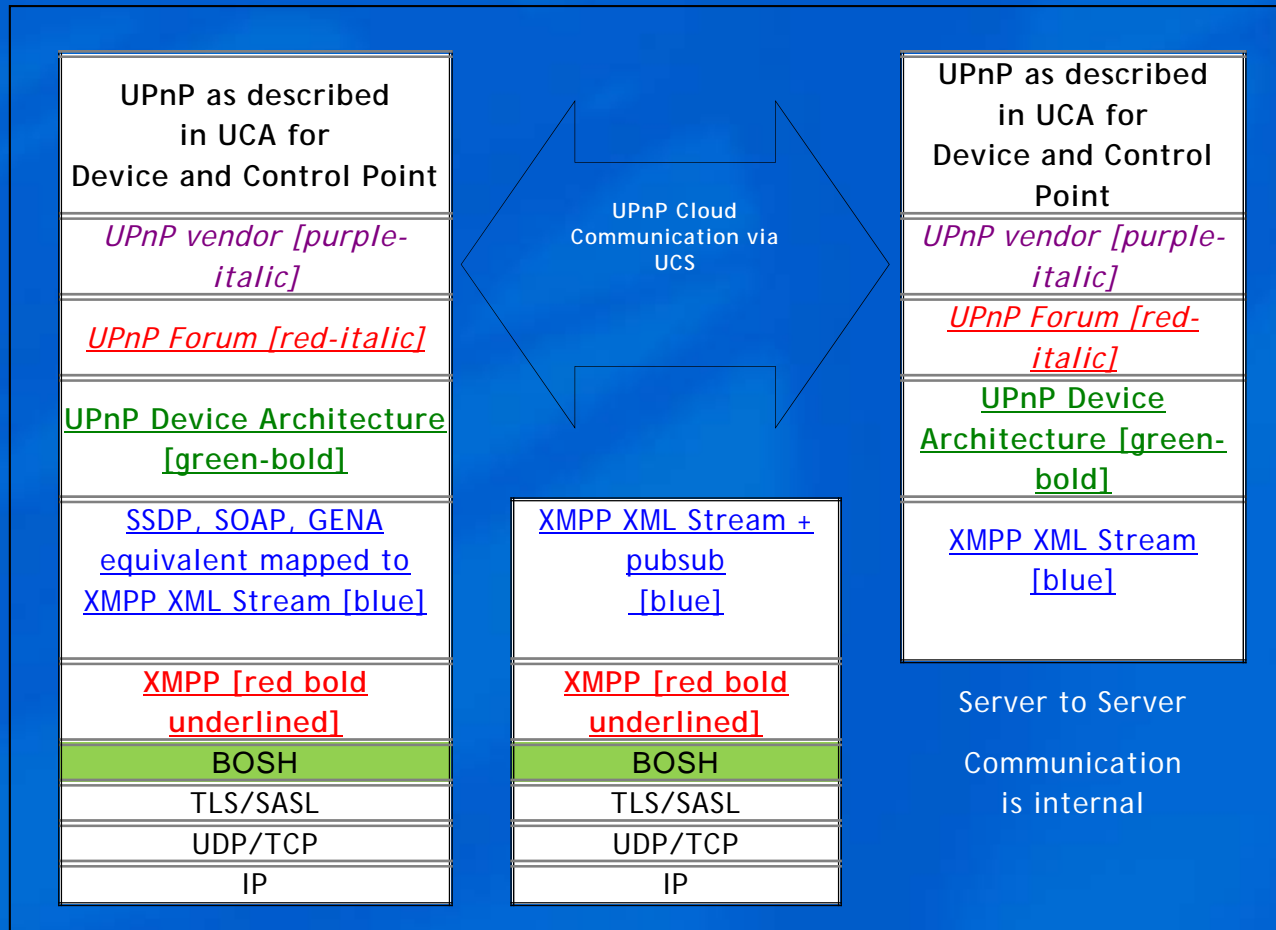 UPnP as described
in UCA for
Device and Control Point
UPnP vendor [purple-
italic]
UPnP Forum [red-italic]
UPnP Device Architecture
[green-bold]
SSDP, SOAP, GENA
equivalent mapped to
XMPP XML Stream [blue]
XMPP [red bold
underlined]
BOSH
TLS/SASL
UDP/TCP
IP
UPnP Cloud
Communication via
UCS
XMPP XML Stream +
pubsub
[blue]
XMPP [red bold
underlined]
BOSH
TLS/SASL
UDP/TCP
IP
UPnP as described
in UCA for
Device and Control
Point
UPnP vendor [purple-
italic]
UPnP Forum [red-
italic]
UPnP Device
Architecture [green-
bold]
XMPP XML Stream
[blue]
Server to Server
Communication
is internal